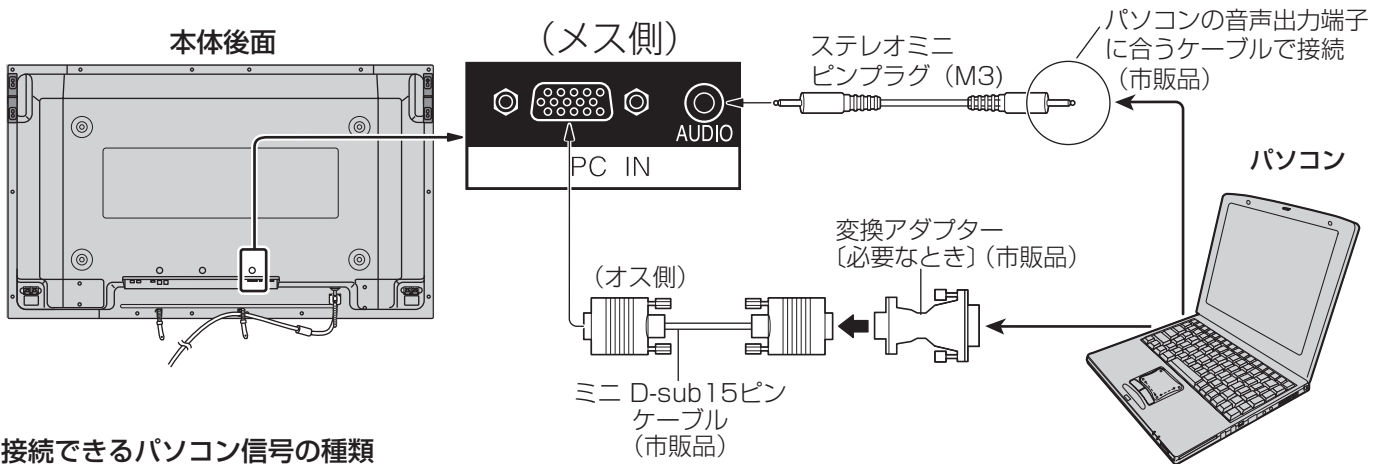 本体後面
（メス側）
ステレオミニ
ピンプラグ（M3）
パソコンの音声出力端子
に合うケーブルで接続
（市販品）
AUDIO
PC IN
パソコン
変換アダプター
〔必要なとき〕（市販品）
（オス側）
ミニ D-sub15ピン
ケーブル
（市販品）
接続できるパソコン信号の種類